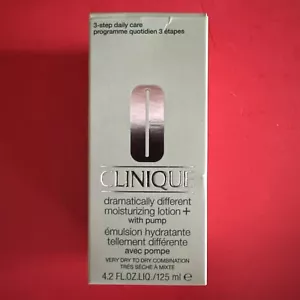 3-step daily care
programme quotidien 3 étapes
CLINIQUE
dramatically different
moisturizing lotion+
with pump
émulsion hydratante
tellement différente
avec pompe
VERY DRY TO DRY COMBINATION
TRÈS SÈCHE À MIXTE
4.2 FL.OZ.LIQ./125 ml ℮